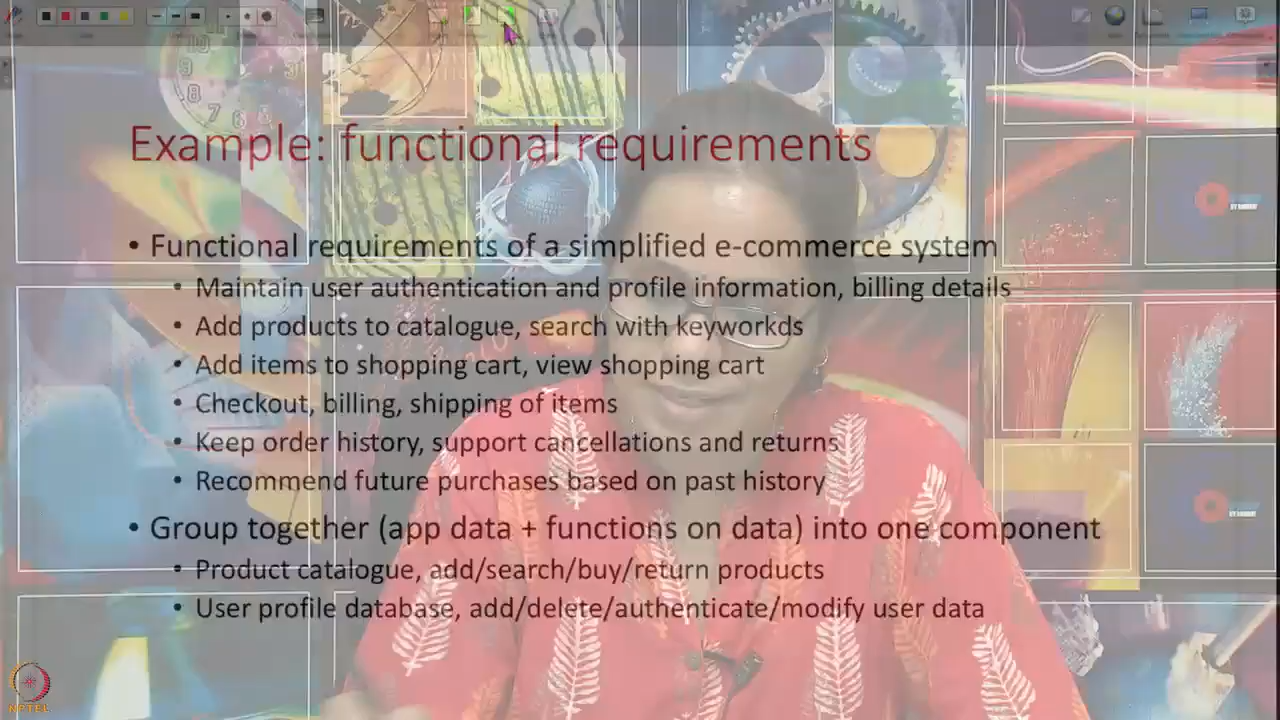 Example: functional requirements
• Functional requirements of a simplified e-commerce system
• Maintain user authentication and profile information, billing details
• Add products to catalogue, search with keyworkds
• Add items to shopping cart, view shopping cart
• Checkout, billing, shipping of items
• Keep order history, support cancellations and returns
• Recommend future purchases based on past history
• Group together (app data + functions on data) into one component
• Product catalogue, add/search/buy/return products
• User profile database, add/delete/authenticate/modify user data
NPTEL